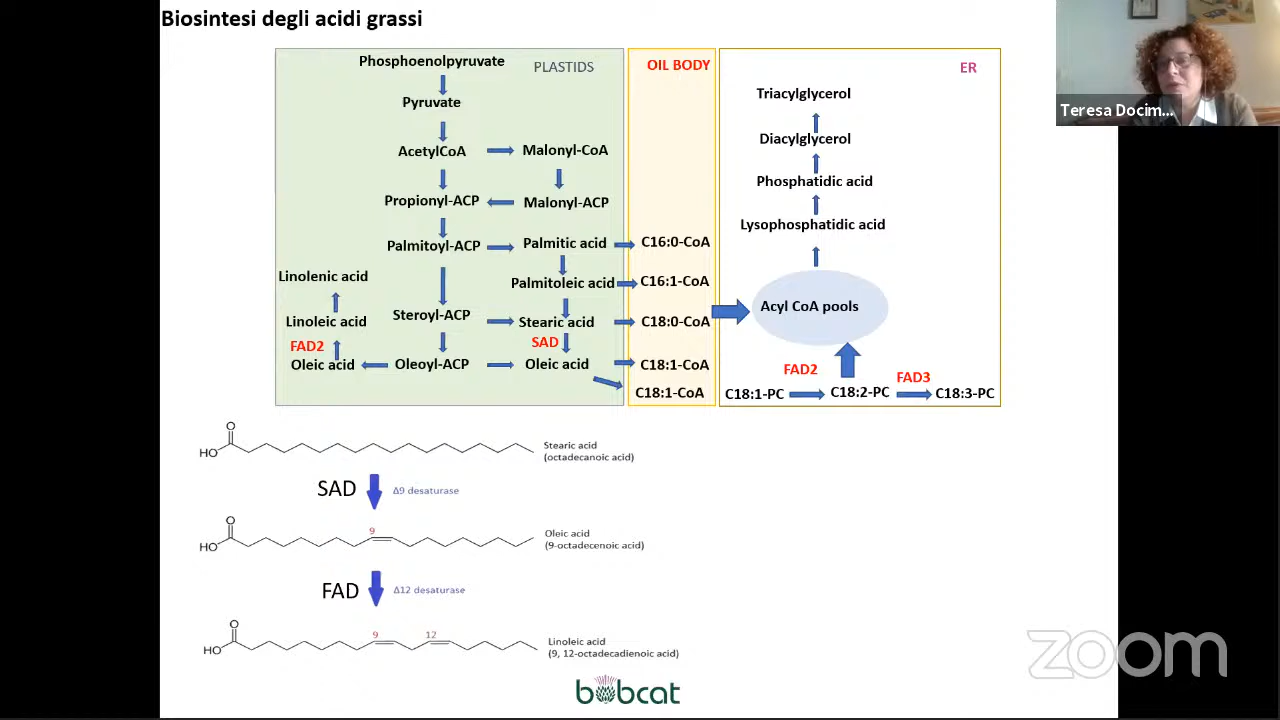 Biosintesi degli acidi grassi
PLASTIDS
Phosphoenolpyruvate
Pyruvate
AcetylCoA
Malonyl-CoA
Propionyl-ACP
Malonyl-ACP
Palmitoyl-ACP
Palmitic acid
Linolenic acid
Palmitoleic acid
Linoleic acid
Steroyl-ACP
Stearic acid
FAD2
SAD
Oleic acid
Oleoyl-ACP
Oleic acid
OIL BODY
C16:0-CoA
C16:1-CoA
C18:0-CoA
C18:1-CoA
C18:1-CoA
ER
Triacylglycerol
Diacylglycerol
Phosphatidic acid
Lysophosphatidic acid
Acyl CoA pools
FAD2
FAD3
C18:1-PC
C18:2-PC
C18:3-PC
O
HO
Stearic acid
(octadecanoic acid)
SAD
Δ9 desaturase
O
HO
9
Oleic acid
(9-octadecenoic acid)
FAD
Δ12 desaturase
O
HO
9
12
Linoleic acid
(9, 12-octadecadienoic acid)
bobcat
Teresa Docim...
zoom